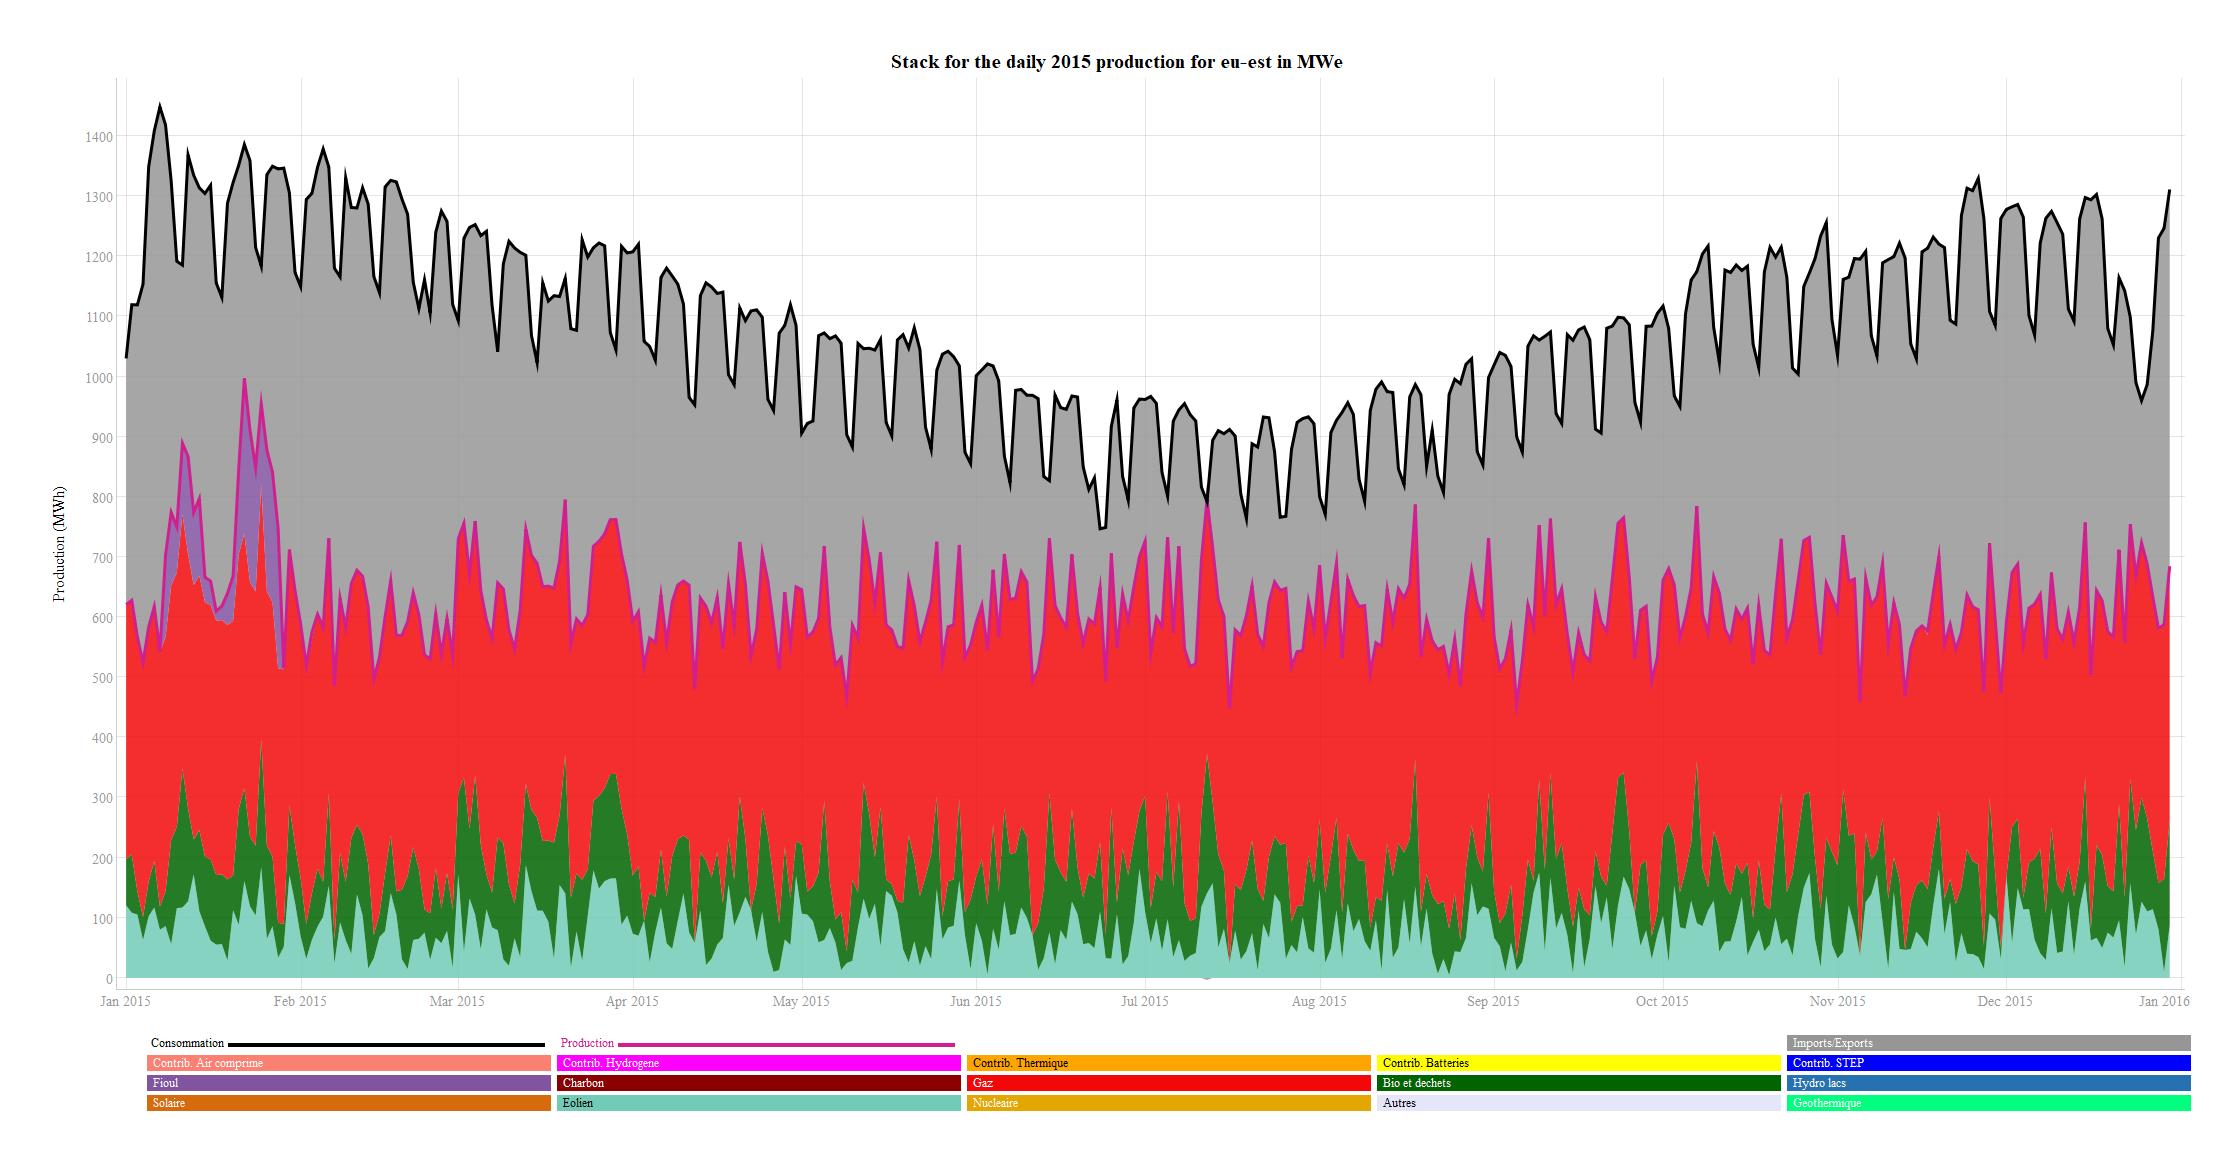 Stack for the daily 2015 production for eu-est in MWe
Production (MWh)
1400
1300
1200
1100
1000
900
800
700
600
500
400
300
200
100
0
Jan 2015 Feb 2015 Mar 2015 Apr 2015 May 2015 Jun 2015 Jul 2015 Aug 2015 Sep 2015 Oct 2015 Nov 2015 Dec 2015 Jan 2016
Consommation Production Imports/Exports
Contrib. Air comprime Contrib. Hydrogene Contrib. Thermique Contrib. Batteries Contrib. STEP
Fioul Charbon Gaz Bio et dechets Hydro lacs
Solaire Eolien Nucleaire Autres Geothermique